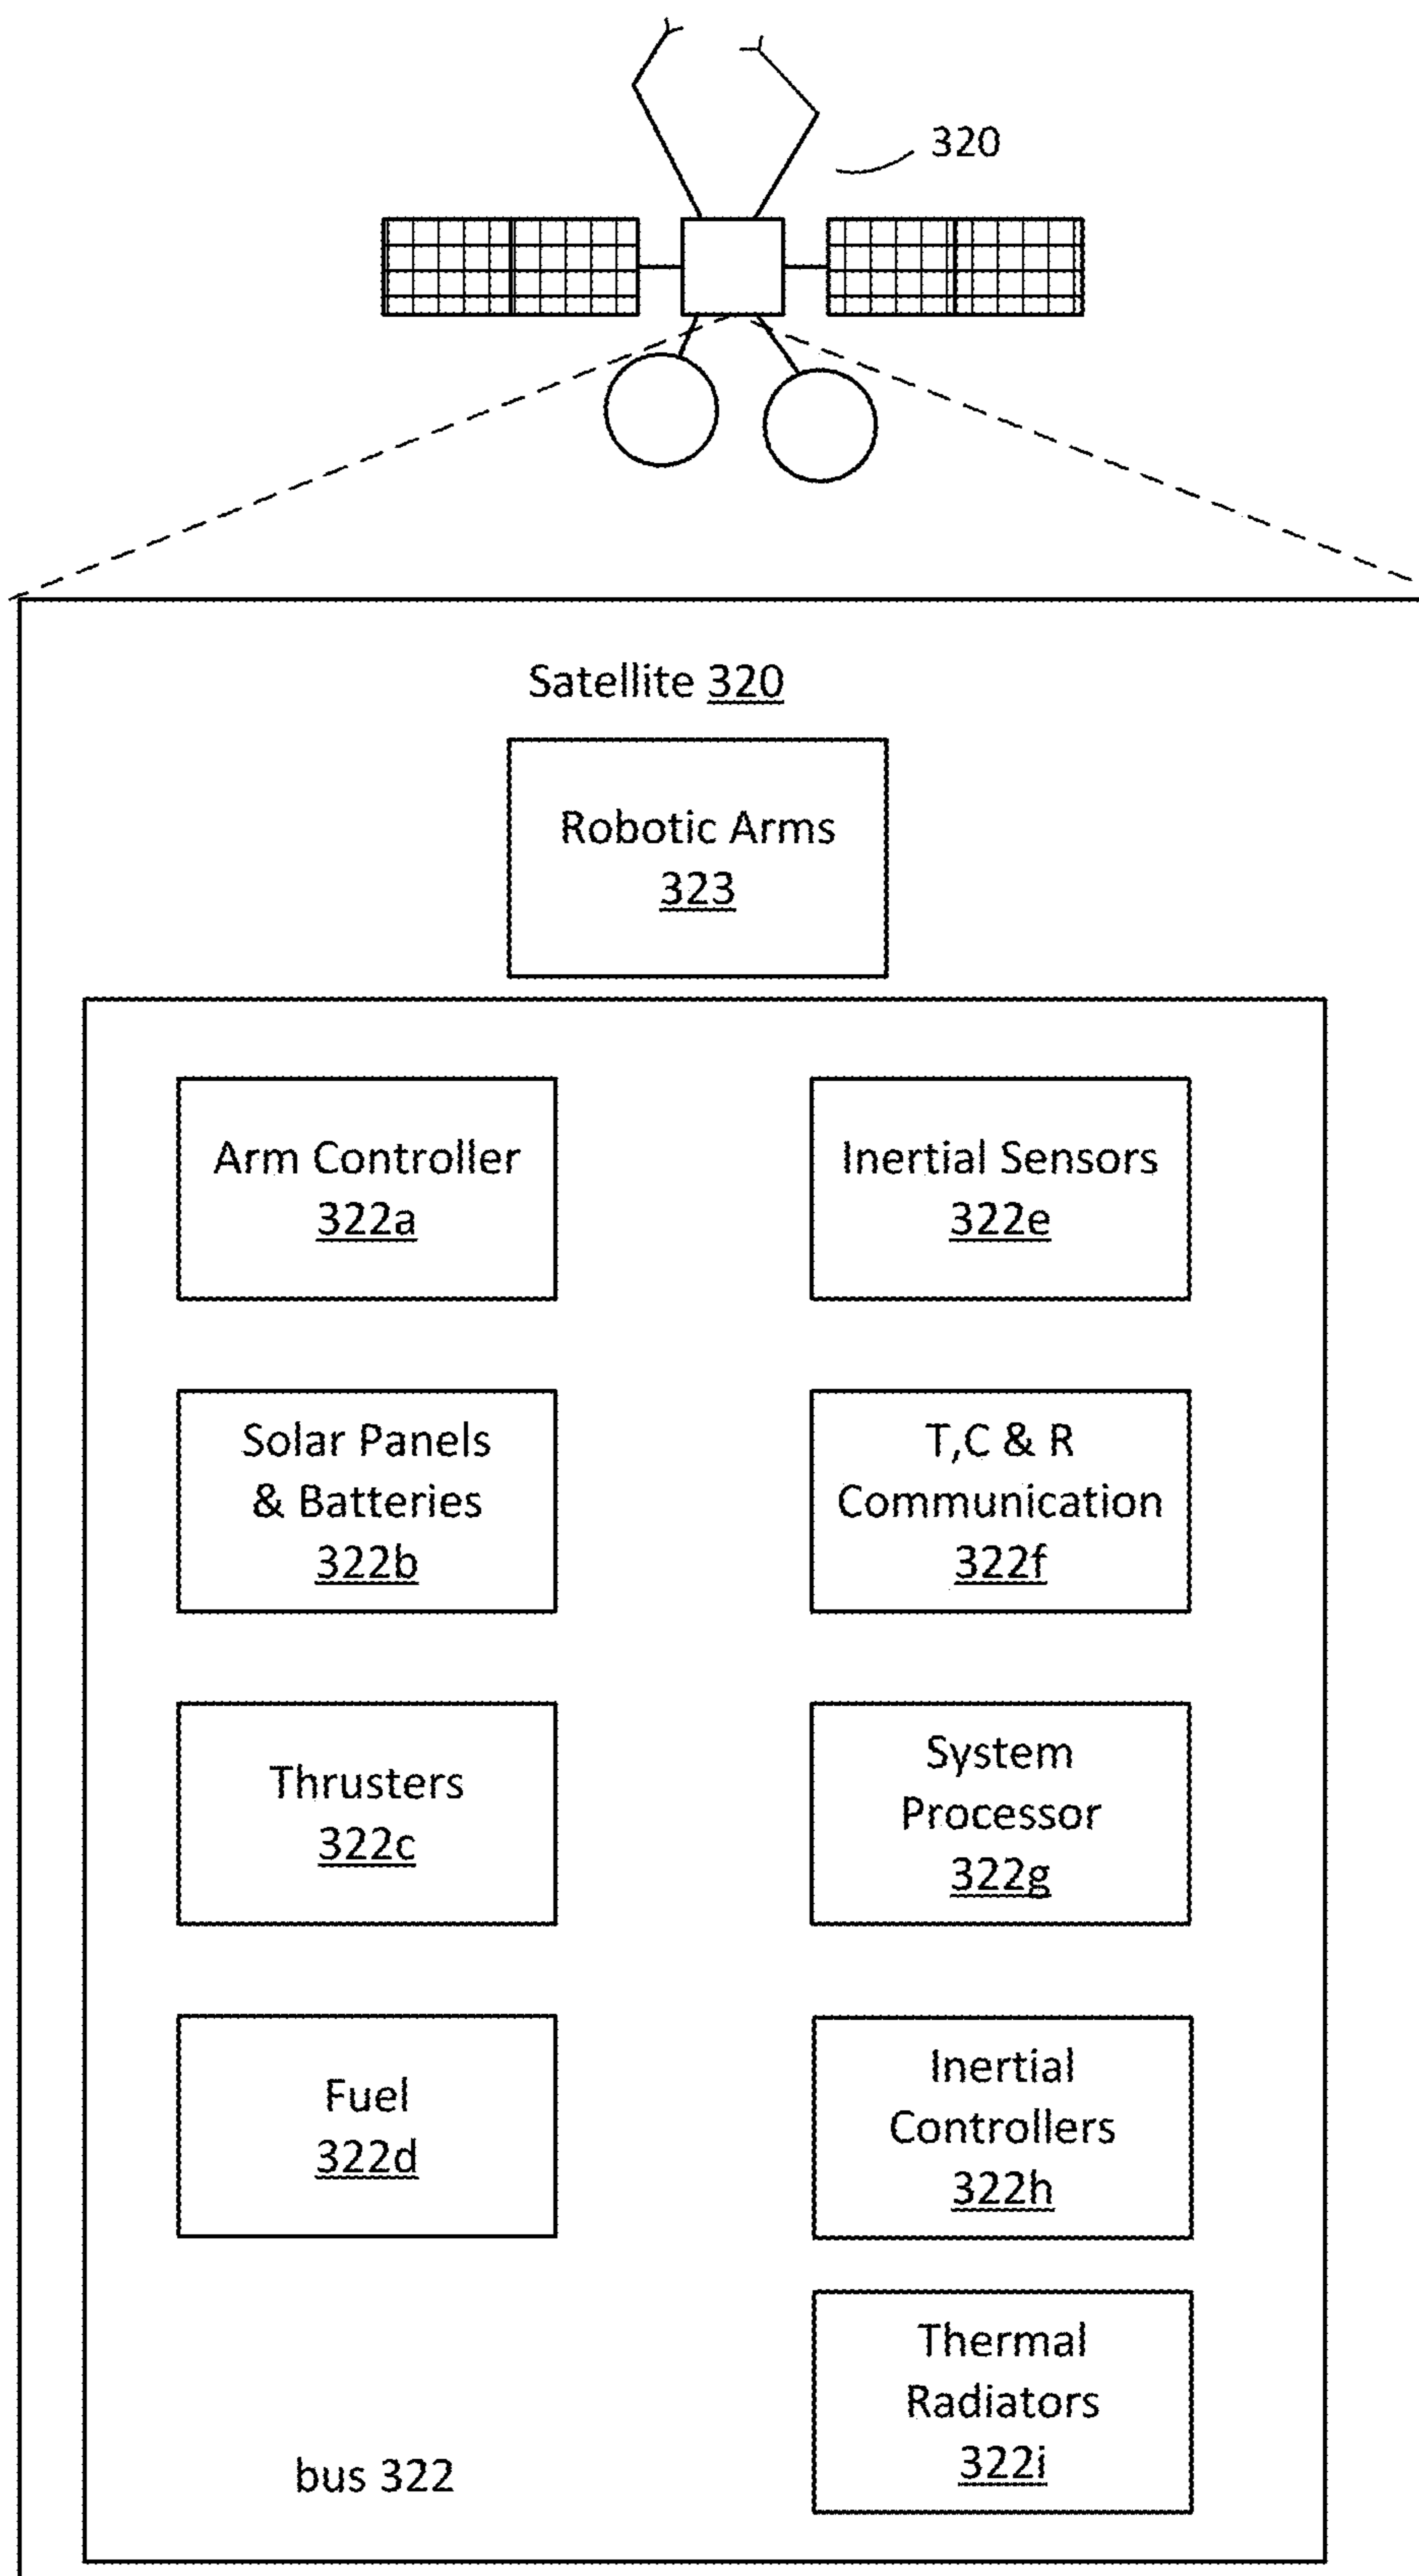 320
Satellite 320
Robotic Arms
323
Arm Controller
322a
Inertial Sensors
322e
Solar Panels
& Batteries
322b
T,C & R
Communication
322f
Thrusters
322c
System
Processor
322g
Fuel
322d
Inertial
Controllers
322h
Thermal
Radiators
322i
bus 322